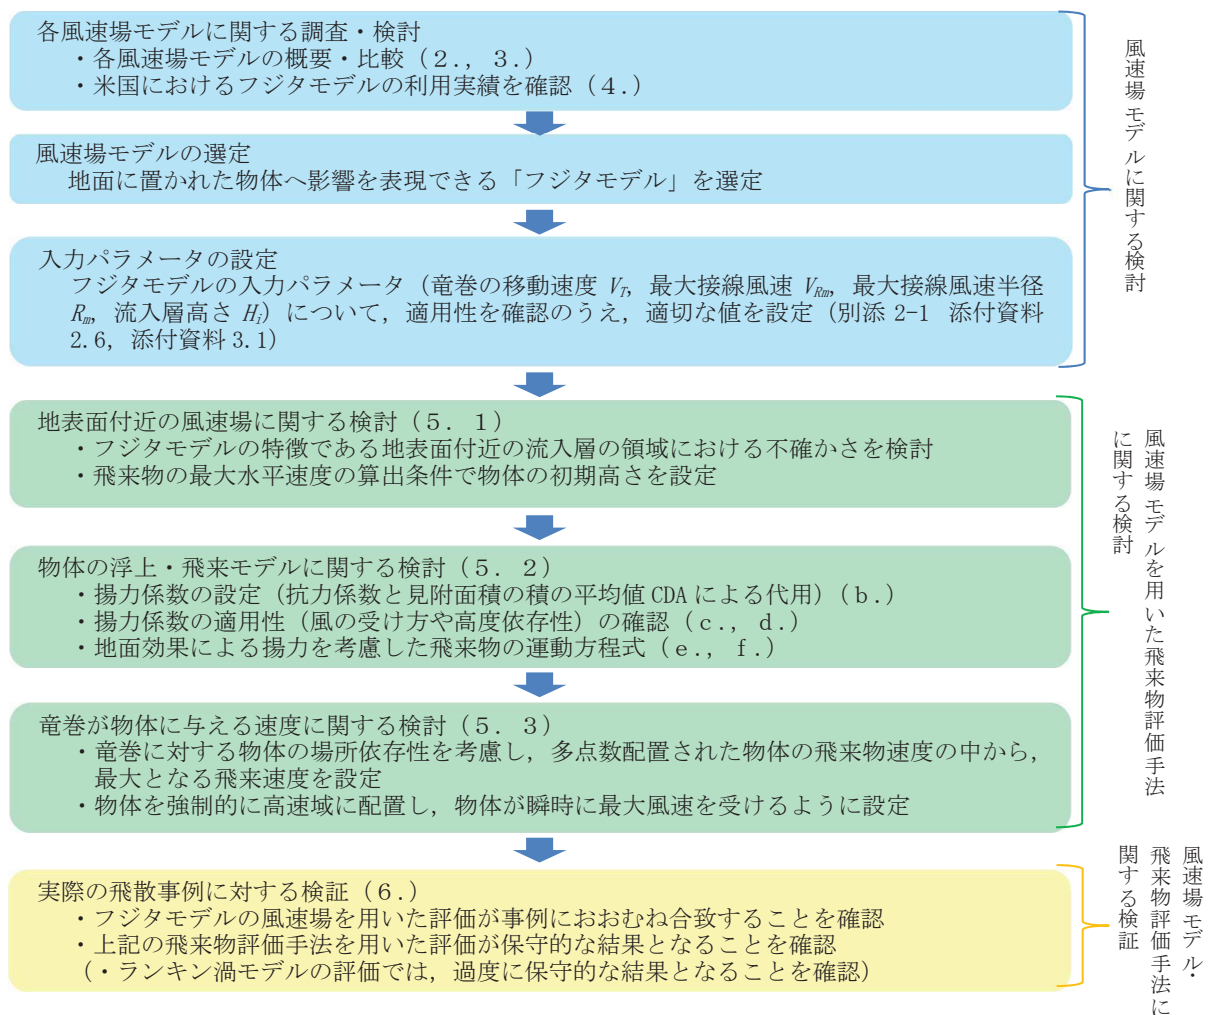 各風速場モデルに関する調査・検討
・各風速場モデルの概要・比較（２.，３.）
・米国におけるフジタモデルの利用実績を確認（４.）
風速場モデルの選定
地面に置かれた物体へ影響を表現できる「フジタモデル」を選定
入力パラメータの設定
フジタモデルの入力パラメータ（竜巻の移動速度 V_T，最大接線風速 V_Rm，最大接線風速半径
R_m，流入層高さ H_i）について，適用性を確認のうえ，適切な値を設定（別添 2-1 添付資料
2.6，添付資料 3.1）
風速場モデルに関する検討
地表面付近の風速場に関する検討（５．１）
・フジタモデルの特徴である地表面付近の流入層の領域における不確かさを検討
・飛来物の最大水平速度の算出条件で物体の初期高さを設定
物体の浮上・飛来モデルに関する検討（５．２）
・揚力係数の設定（抗力係数と見附面積の積の平均値 CDA による代用）（ｂ.）
・揚力係数の適用性（風の受け方や高度依存性）の確認（ｃ.，ｄ.）
・地面効果による揚力を考慮した飛来物の運動方程式（ｅ.，ｆ.）
竜巻が物体に与える速度に関する検討（５．３）
・竜巻に対する物体の場所依存性を考慮し，多点数配置された物体の飛来物速度の中から，
最大となる飛来速度を設定
・物体を強制的に高速域に配置し，物体が瞬時に最大風速を受けるように設定
風速場モデルを用いた飛来物評価手法
に関する検討
実際の飛散事例に対する検証（６.）
・フジタモデルの風速場を用いた評価が事例におおむね合致することを確認
・上記の飛来物評価手法を用いた評価が保守的な結果となることを確認
（・ランキン渦モデルの評価では，過度に保守的な結果となることを確認）
風速場モデル・
飛来物評価手法に
関する検証